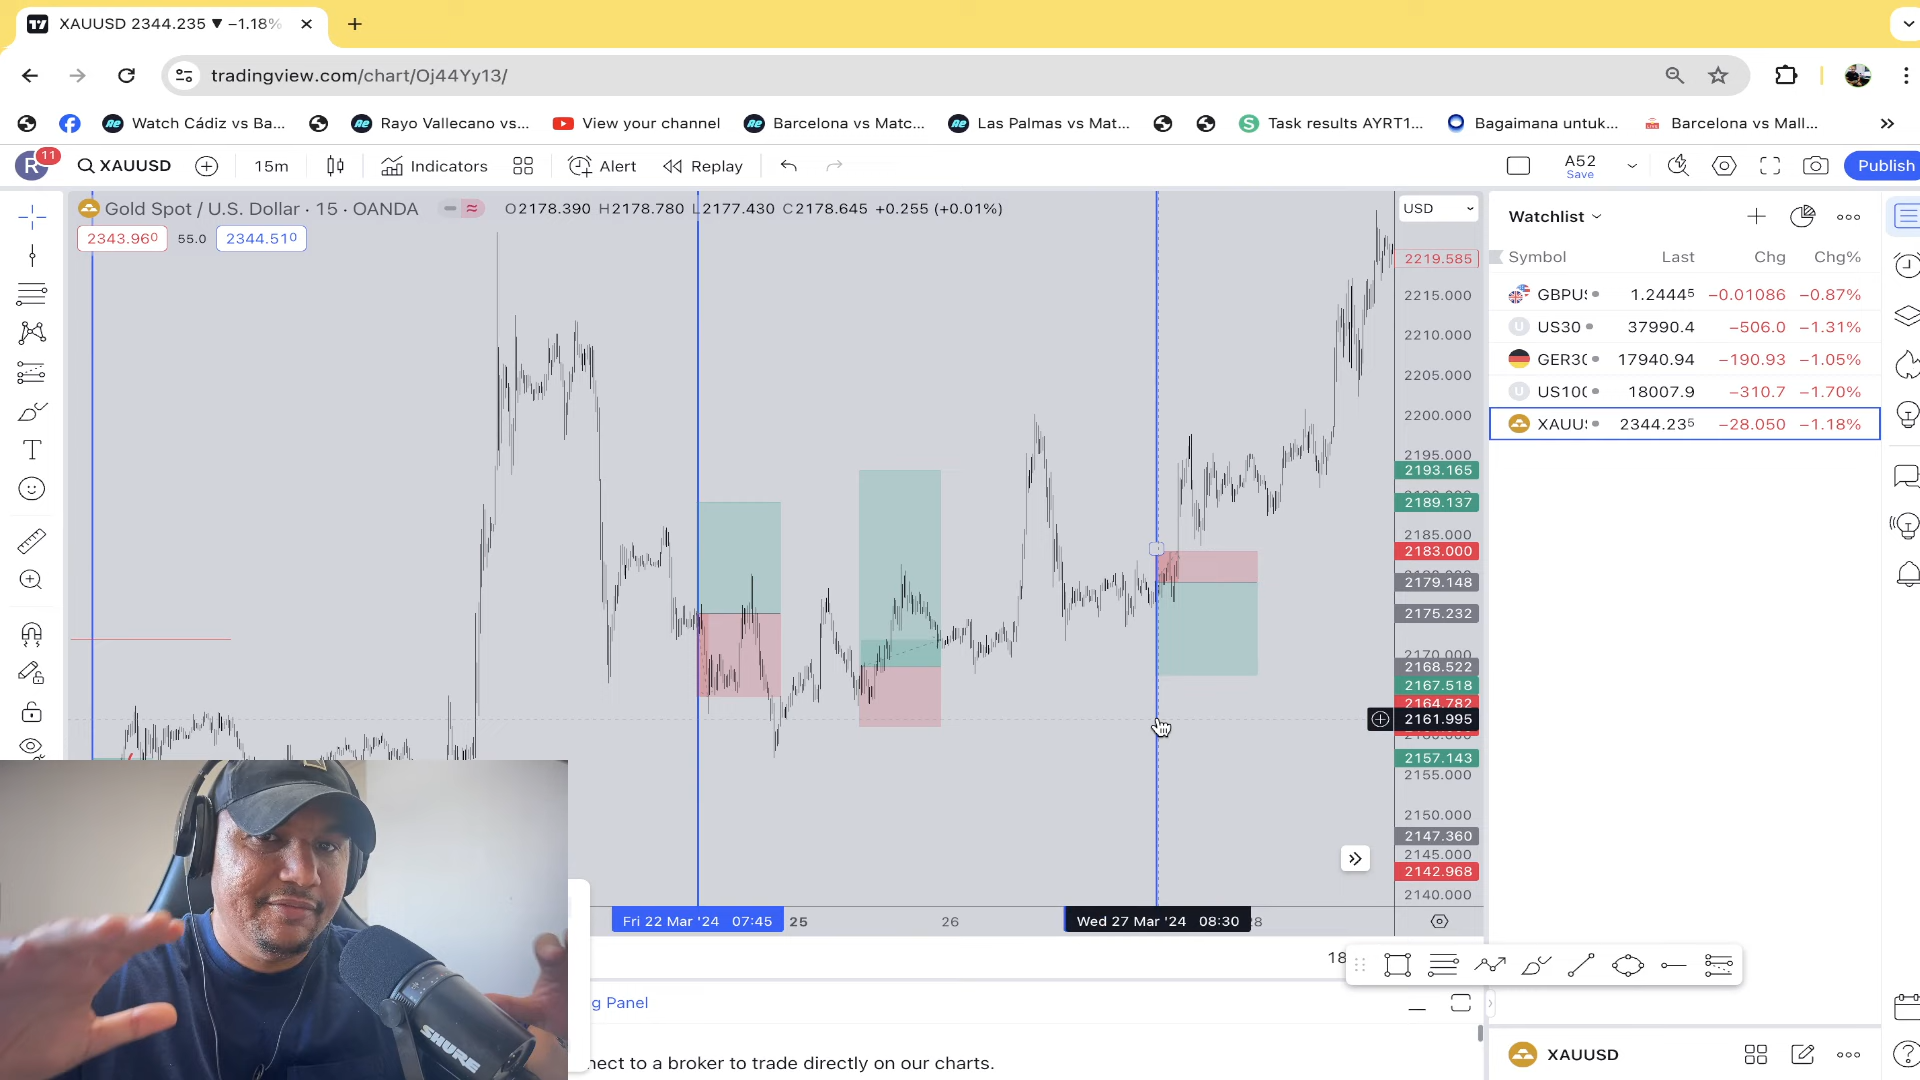 XAUUSD 2344.235 ▼ −1.18%
tradingview.com/chart/Oj44Yy13/
Watch Cádiz vs Ba... Rayo Vallecano vs... View your channel Barcelona vs Matc... Las Palmas vs Mat... Task results AYRT1... Bagaimana untuk... Barcelona vs Mall...
R 11 XAUUSD 15m Indicators Alert Replay A52 Save Publish
Gold Spot / U.S. Dollar · 15 · OANDA O2178.390 H2178.780 L2177.430 C2178.645 +0.255 (+0.01%) USD
2343.960 55.0 2344.510
2219.585
2215.000
2210.000
2205.000
2200.000
2195.000
2193.165
2189.137
2185.000
2183.000
2179.148
2175.232
2170.000
2168.522
2167.518
2164.782
2161.995
2157.143
2155.000
2150.000
2147.360
2145.000
2142.968
2140.000
Fri 22 Mar '24 07:45 25 26 Wed 27 Mar '24 08:30 28
Watchlist
Symbol Last Chg Chg%
GBPUS 1.24445 −0.01086 −0.87%
US30 37990.4 −506.0 −1.31%
GER30 17940.94 −190.93 −1.05%
US100 18007.9 −310.7 −1.70%
XAUUS 2344.235 −28.050 −1.18%
18
g Panel
nect to a broker to trade directly on our charts.
XAUUSD
SHURE